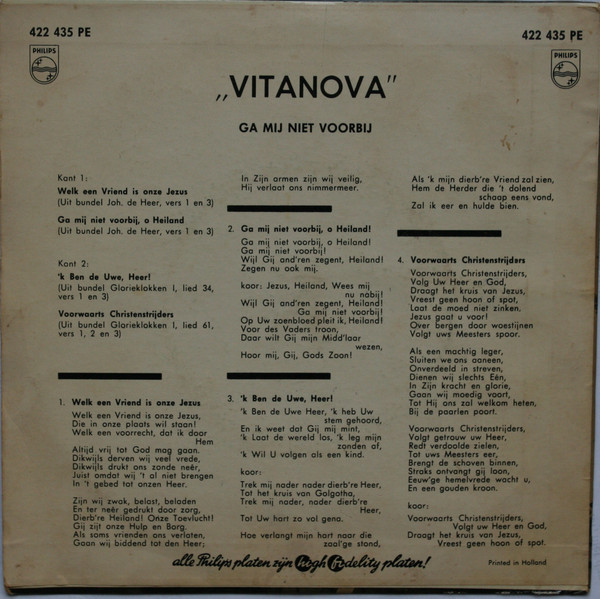 422 435 PE
422 435 PE
PHILIPS
PHILIPS
„VITANOVA"
GA MIJ NIET VOORBIJ
Kant 1:
Welk een Vriend is onze Jezus
(Uit bundel Joh. de Heer, vers 1 en 3)
Ga mij niet voorbij, o Heiland
(Uit bundel Joh. de Heer, vers 1 en 3)
Kant 2:
'k Ben de Uwe, Heer!
(Uit bundel Glorieklokken I, lied 34,
vers 1 en 3)
Voorwaarts Christenstrijders
(Uit bundel Glorieklokken I, lied 61,
vers 1, 2 en 3)
1. Welk een Vriend is onze Jezus
Welk een Vriend is onze Jezus,
Die in onze plaats wil staan!
Welk een voorrecht, dat ik door
Hem
Altijd vrij tot God mag gaan.
Dikwijls derven wij veel vrede,
Dikwijls drukt ons zonde neêr,
Juist omdat wij 't al niet brengen
In 't gebed tot onzen Heer.
Zijn wij zwak, belast, beladen
En ter neêr gedrukt door zorg,
Dierb're Heiland! Onze Toevlucht!
Gij zijt onze Hulp en Borg.
Als soms vrienden ons verlaten,
Gaan wij biddend tot den Heer;
In Zijn armen zijn wij veilig,
Hij verlaat ons nimmermeer.
2. Ga mij niet voorbij, o Heiland!
Ga mij niet voorbij, o Heiland!
Ga mij niet voorbij!
Wijl Gij and'ren zegent, Heiland!
Zegen nu ook mij.
koor: Jezus, Heiland, Wees mij
nu nabij!
Wijl Gij and'ren zegent, Heiland!
Ga mij niet voorbij!
Op Uw zoenbloed pleit ik, Heiland!
Voor des Vaders troon,
Daar wilt Gij mijn Midd'laar
wezen,
Hoor mij, Gij, Gods Zoon!
3. 'k Ben de Uwe, Heer!
'k Ben de Uwe Heer, 'k heb Uw
stem gehoord,
En ik weet dat Gij mij mint,
'k Laat de wereld los, 'k leg mijn
zonden af,
'k Wil U volgen als een kind.
koor:
Trek mij nader nader dierb're Heer,
Tot het kruis van Golgotha,
Trek mij nader, nader dierb're
Heer,
Tot Uw hart zo vol gena.
Hoe verlangt mijn hart naar die
zaal'ge stond,
Als 'k mijn dierb're Vriend zal zien,
Hem de Herder die 't dolend
schaap eens vond,
Zal ik eer en hulde bien.
4. Voorwaarts Christenstrijders
Voorwaarts Christenstrijders,
Volg Uw Heer en God,
Draagt het kruis van Jezus,
Vreest geen hoon of spot,
Laat de moed niet zinken,
Jezus gaat u voor!
Over bergen door woestijnen
Volgt uws Meesters spoor.
Als een machtig leger,
Sluiten we ons aaneen,
Onverdeeld in streven,
Dienen wij slechts Eén,
In Zijn kracht en glorie,
Gaan wij moedig voort,
Tot Hij ons zal welkom heten,
Bij de paarlen poort.
Voorwaarts Christenstrijders,
Volgt getrouw uw Heer,
Redt verdoolde zielen,
Tot uws Meesters eer,
Brengt de schoven binnen,
Straks ontvangt gij loon,
Eeuw'ge hemelvrede wacht u,
En een gouden kroon.
koor:
Voorwaarts Christenstrijders,
Volgt uw Heer en God,
Draagt het kruis van Jezus,
Vreest geen hoon of spot.
alle Philips platen zijn high fidelity platen!
Printed in Holland